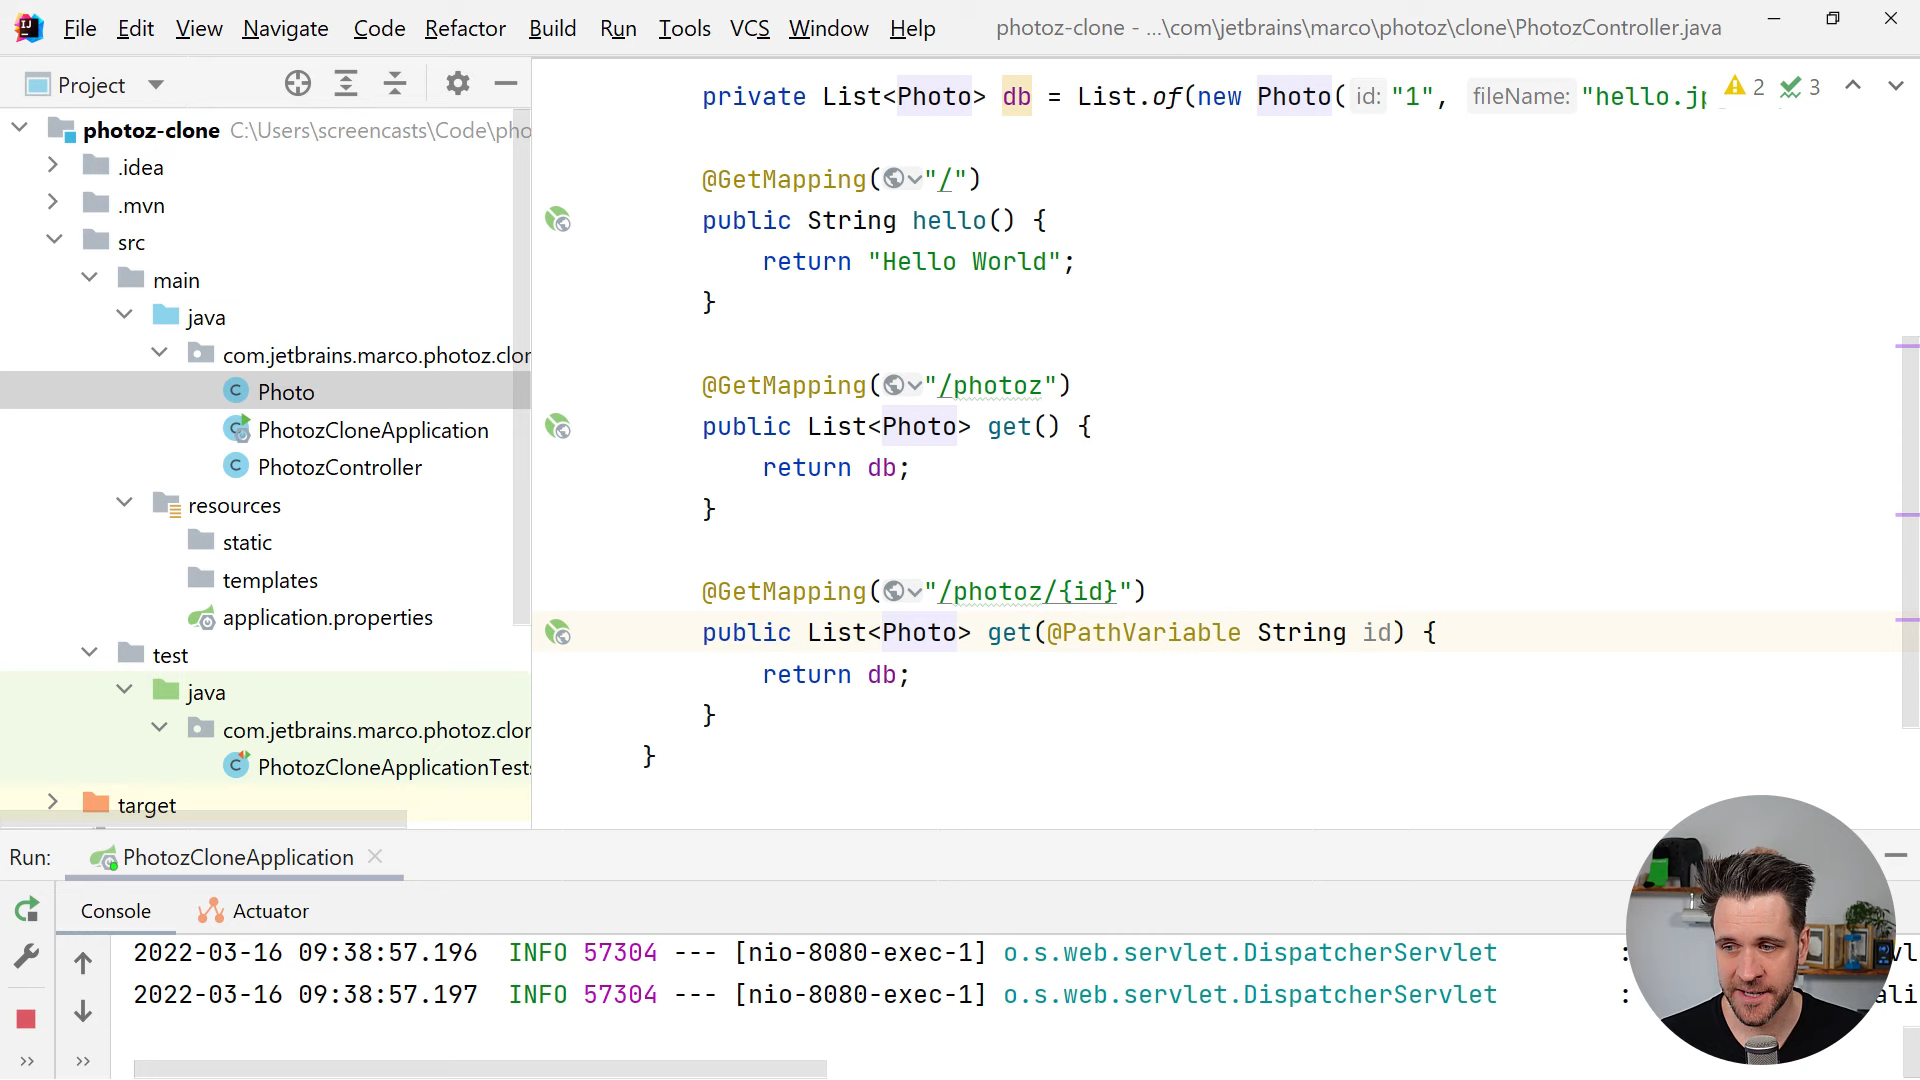 File Edit View Navigate Code Refactor Build Run Tools VCS Window Help photoz-clone - ...\com\jetbrains\marco\photoz\clone\PhotozController.java
Project
photoz-clone C:\Users\screencasts\Code\pho
.idea
.mvn
src
main
java
com.jetbrains.marco.photoz.clor
Photo
PhotozCloneApplication
PhotozController
resources
static
templates
application.properties
test
java
com.jetbrains.marco.photoz.clor
PhotozCloneApplicationTests
target
private List<Photo> db = List.of(new Photo( id: "1", fileName: "hello.jp
2 3
@GetMapping("/")
public String hello() {
return "Hello World";
}
@GetMapping("/photoz")
public List<Photo> get() {
return db;
}
@GetMapping("/photoz/{id}")
public List<Photo> get(@PathVariable String id) {
return db;
}
}
Run: PhotozCloneApplication
Console Actuator
2022-03-16 09:38:57.196 INFO 57304 --- [nio-8080-exec-1] o.s.web.servlet.DispatcherServlet :
2022-03-16 09:38:57.197 INFO 57304 --- [nio-8080-exec-1] o.s.web.servlet.DispatcherServlet :